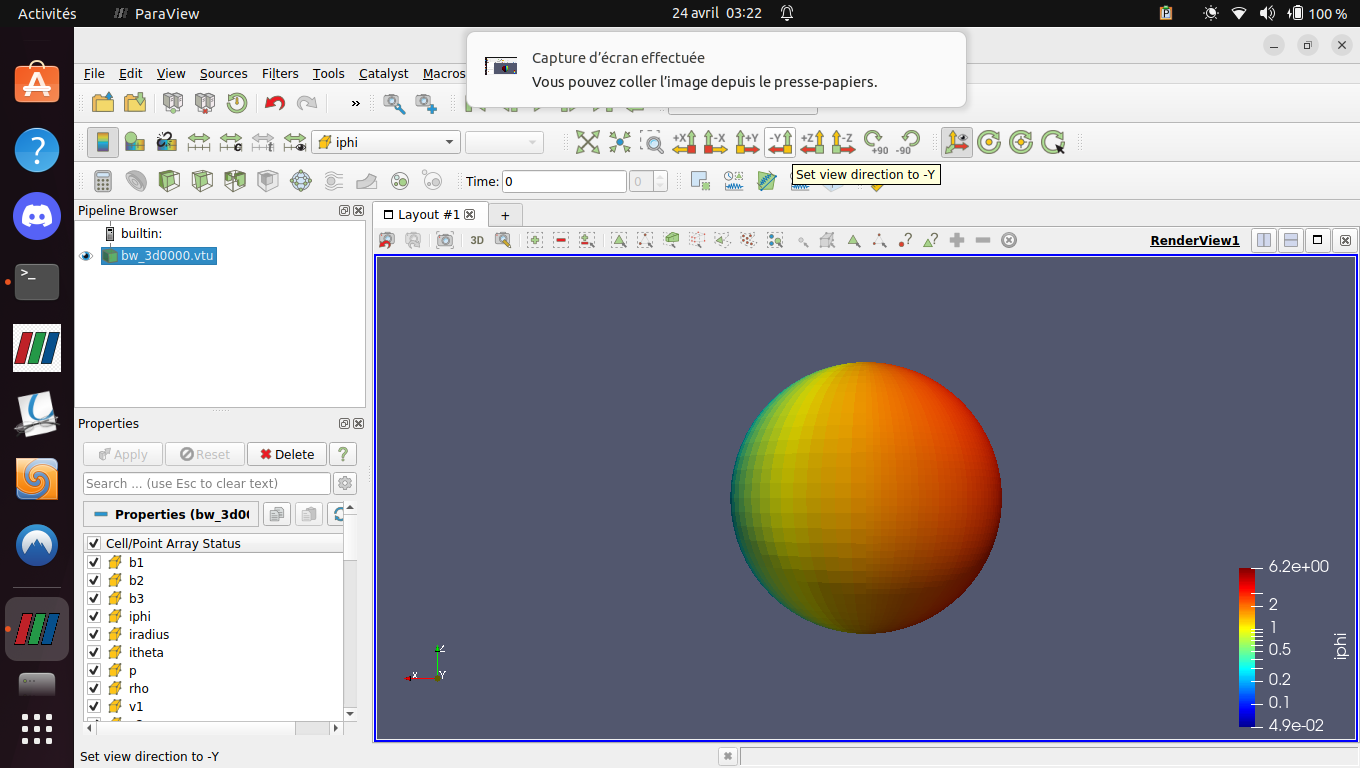 Activités
ParaView
24 avril 03:22
100 %
Capture d'écran effectuée
Vous pouvez coller l'image depuis le presse-papiers.
File Edit View Sources Filters Tools Catalyst Macros
»
iphi
+X -X +Y -Y +Z -Z +90 -90
Time: 0
0
Set view direction to -Y
Pipeline Browser
builtin:
bw_3d0000.vtu
Layout #1
+
3D
RenderView1
Properties
Apply
Reset
Delete
?
Search ... (use Esc to clear text)
Properties (bw_3d0
Cell/Point Array Status
b1
b2
b3
iphi
iradius
itheta
p
rho
v1
Z
X
Y
6.2e+00
2
1
0.5
0.2
0.1
4.9e-02
iphi
Set view direction to -Y